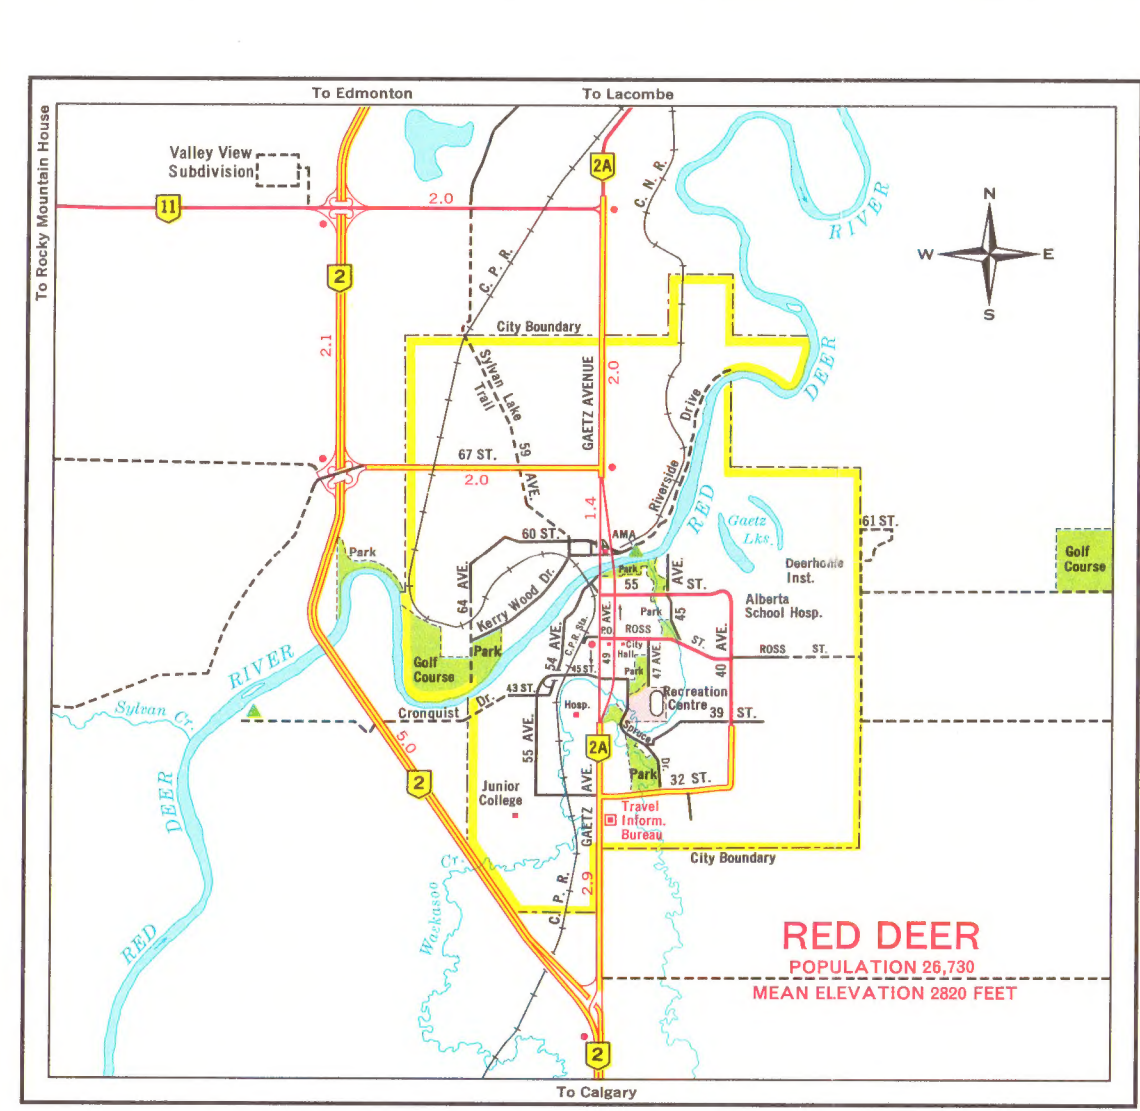 To Edmonton
To Lacombe
To Rocky Mountain House
Valley View
Subdivision
2A
C. N. R.
11
2.0
RIVER
N
W
E
S
2
C. P. R.
City Boundary
2.1
Sylvan Lake
Trail
GAETZ AVENUE
2.0
DEER
Drive
Riverside
67 ST.
2.0
59
AVE.
1.4
RED
Gaetz
Lks.
61 ST.
60 ST.
AMA
Park
Park
55
ST.
AVE.
Deerhome
Inst.
Golf
Course
64 AVE.
Kerry Wood Dr.
Alberta
School Hosp.
Park
45
AVE.
P.O.
ROSS
ST.
C.P.R. Sta.
54 AVE.
City
Hall
49
47 AVE.
40 AVE.
ROSS ST.
RIVER
Golf
Course
Park
45 ST.
Park
43 ST.
Recreation
Centre
Cronquist Dr.
Hosp.
39 ST.
Sylvan Cr.
5.0
55 AVE.
2A
Spruce
Dr.
2
Park
32 ST.
Junior
College
GAETZ AVE.
Travel
Inform.
Bureau
DEER
City Boundary
Cr.
Waskasoo
2.9
C. P. R.
RED
RED DEER
POPULATION 26,730
MEAN ELEVATION 2820 FEET
2
To Calgary